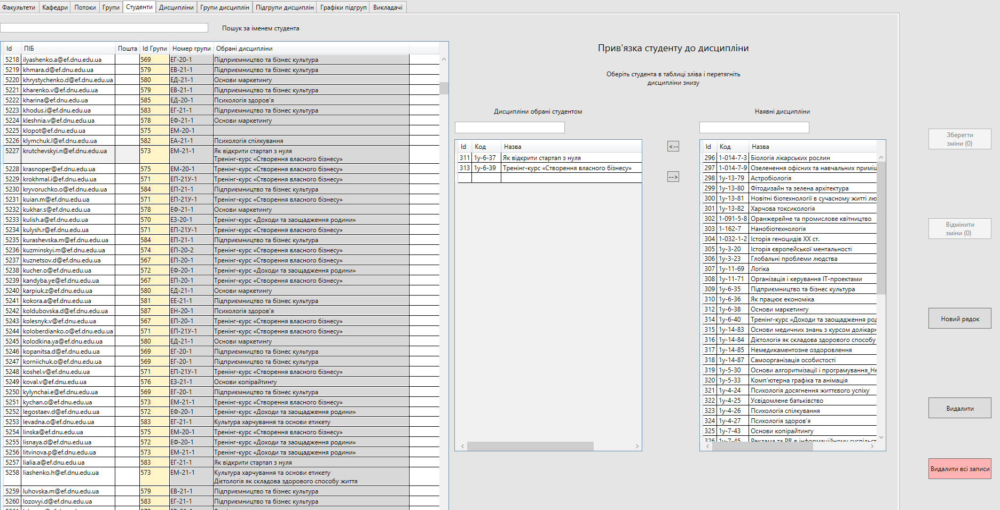 Факультети Кафедри Потоки Групи Студенти Дисципліни Групи дисциплін Підгрупи дисциплін Графіки підгруп Викладачі
Пошук за іменем студента
Id ПІБ Пошта Id Групи Номер групи Обрані дисципліни
5218 ilyashenko.a@ef.dnu.edu.ua 569 ЕГ-20-1 Підприємництво та бізнес культура
5219 khmara.d@ef.dnu.edu.ua 579 ЕВ-21-1 Підприємництво та бізнес культура
5220 khrystychenko.d@ef.dnu.edu.ua 580 ЕД-21-1 Основи маркетингу
5221 kharenko.v@ef.dnu.edu.ua 579 ЕВ-21-1 Підприємництво та бізнес культура
5222 kharina@ef.dnu.edu.ua 585 ЕД-20-1 Психологія здоров'я
5223 khodus.i@ef.dnu.edu.ua 583 ЕГ-21-1 Підприємництво та бізнес культура
5224 kleshnia.v@ef.dnu.edu.ua 578 ЕФ-21-1 Основи маркетингу
5225 klopot@ef.dnu.edu.ua 575 ЕМ-20-1
5226 klymchuk.l@ef.dnu.edu.ua 582 ЕА-21-1 Психологія спілкування
5227 krutchevskyi.n@ef.dnu.edu.ua 573 ЕМ-21-1 Як відкрити стартап з нуля
Тренінг-курс «Створення власного бізнесу»
5228 krasnoper@ef.dnu.edu.ua 575 ЕМ-20-1 Тренінг-курс «Створення власного бізнесу»
5229 krokhmal.i@ef.dnu.edu.ua 571 ЕП-21У-1 Тренінг-курс «Створення власного бізнесу»
5230 kryvoruchko.o@ef.dnu.edu.ua 584 ЕП-21-1 Підприємництво та бізнес культура
5231 kuian.m@ef.dnu.edu.ua 571 ЕП-21У-1 Тренінг-курс «Створення власного бізнесу»
5232 kukhar.s@ef.dnu.edu.ua 578 ЕФ-21-1 Основи маркетингу
5233 kulish.a@ef.dnu.edu.ua 570 ЕЗ-20-1 Тренінг-курс «Доходи та заощадження родини»
5234 kulysh.r@ef.dnu.edu.ua 571 ЕП-21У-1 Тренінг-курс «Створення власного бізнесу»
5235 kurashevska.m@ef.dnu.edu.ua 584 ЕП-21-1 Підприємництво та бізнес культура
5236 kuzminskyi.m@ef.dnu.edu.ua 574 ЕП-20-2 Тренінг-курс «Створення власного бізнесу»
5237 kuznetsov.d@ef.dnu.edu.ua 567 ЕП-20-1 Тренінг-курс «Створення власного бізнесу»
5238 kucher.o@ef.dnu.edu.ua 572 ЕФ-20-1 Тренінг-курс «Доходи та заощадження родини»
5239 kandyba.ye@ef.dnu.edu.ua 567 ЕП-20-1 Тренінг-курс «Створення власного бізнесу»
5240 karpiuk.z@ef.dnu.edu.ua 580 ЕД-21-1 Основи маркетингу
5241 kokora.a@ef.dnu.edu.ua 581 ЕЕ-21-1 Підприємництво та бізнес культура
5242 koldubovska.d@ef.dnu.edu.ua 587 ЕН-20-1 Психологія здоров'я
5243 kolesnyk.v@ef.dnu.edu.ua 567 ЕП-20-1 Тренінг-курс «Створення власного бізнесу»
5244 koloberdianko.o@ef.dnu.edu.ua 571 ЕП-21У-1 Тренінг-курс «Створення власного бізнесу»
5245 kolodkina.ya@ef.dnu.edu.ua 580 ЕД-21-1 Основи маркетингу
5246 kopanitsa.d@ef.dnu.edu.ua 569 ЕГ-20-1 Підприємництво та бізнес культура
5247 korniichuk.o@ef.dnu.edu.ua 569 ЕГ-20-1 Підприємництво та бізнес культура
5248 koshel.v@ef.dnu.edu.ua 571 ЕП-21У-1 Тренінг-курс «Створення власного бізнесу»
5249 koval.v@ef.dnu.edu.ua 576 ЕЗ-21-1 Основи копірайтингу
5250 kylynchai.e@ef.dnu.edu.ua 569 ЕГ-20-1 Підприємництво та бізнес культура
5251 kychan.o@ef.dnu.edu.ua 573 ЕМ-21-1 Тренінг-курс «Створення власного бізнесу»
5252 legostaev.d@ef.dnu.edu.ua 572 ЕФ-20-1 Тренінг-курс «Доходи та заощадження родини»
5253 levadna.o@ef.dnu.edu.ua 583 ЕГ-21-1 Культура харчування та основи етикету
5254 linska@ef.dnu.edu.ua 575 ЕМ-20-1 Тренінг-курс «Створення власного бізнесу»
5255 lisnaya.d@ef.dnu.edu.ua 572 ЕФ-20-1 Тренінг-курс «Доходи та заощадження родини»
5256 litvinova.p@ef.dnu.edu.ua 573 ЕМ-21-1 Тренінг-курс «Доходи та заощадження родини»
5257 lialia.a@ef.dnu.edu.ua 583 ЕГ-21-1 Як відкрити стартап з нуля
5258 liashenko.h@ef.dnu.edu.ua 573 ЕМ-21-1 Культура харчування та основи етикету
Дієтологія як складова здорового способу життя
5259 luhovska.m@ef.dnu.edu.ua 579 ЕВ-21-1 Підприємництво та бізнес культура
5260 lozovyi.d@ef.dnu.edu.ua 583 ЕГ-21-1 Підприємництво та бізнес культура
Прив'язка студенту до дисципліни
Оберіть студента в таблиці зліва і перетягніть
дисципліни знизу
Дисципліни обрані студентом
Id Код Назва
311 1у-6-37 Як відкрити стартап з нуля
313 1у-6-39 Тренінг-курс «Створення власного бізнесу»
<--
-->
Наявні дисципліни
Id Код Назва
296 1-014-7-3 Біологія лікарських рослин
297 1-014-7-9 Озеленення офісних та навчальних приміщ
298 1у-13-79 Астробіологія
299 1у-13-80 Фітодизайн та зелена архітектура
300 1у-13-81 Новітні біотехнології в сучасному житті лю
301 1у-13-82 Харчова токсикологія
302 1-091-5-8 Оранжерейне та промислове квітництво
303 1-162-7 Нанобіотехнологія
304 1-032-1-2 Історія геноцидів ХХ ст.
305 1у-3-20 Історія європейської ментальності
306 1у-3-23 Глобальні проблеми людства
307 1у-11-69 Логіка
308 1у-11-71 Організація і керування ІТ-проектами
309 1у-6-35 Підприємництво та бізнес культура
310 1у-6-36 Як працює економіка
312 1у-6-38 Основи маркетингу
314 1у-6-40 Тренінг-курс «Доходи та заощадження род
315 1у-14-83 Основи медичних знань з курсом долікарн
316 1у-14-84 Дієтологія як складова здорового способу
317 1у-14-85 Немедикаментозне оздоровлення
318 1у-14-87 Самоорганізація особистості
319 1у-5-30 Основи алгоритмізації і програмування_Не
320 1у-5-33 Комп'ютерна графіка та анімація
321 1у-4-24 Психологія досягнення життєвого успіху
322 1у-4-25 Усвідомлене батьківство
323 1у-4-26 Психологія спілкування
324 1у-4-27 Психологія здоров'я
325 1у-7-43 Основи копірайтингу
326 1у-7-45 Реклама та PR в інформаційному суспільст
Зберегти
зміни (0)
Відмінити
зміни (0)
Новий рядок
Видалити
Видалити всі записи